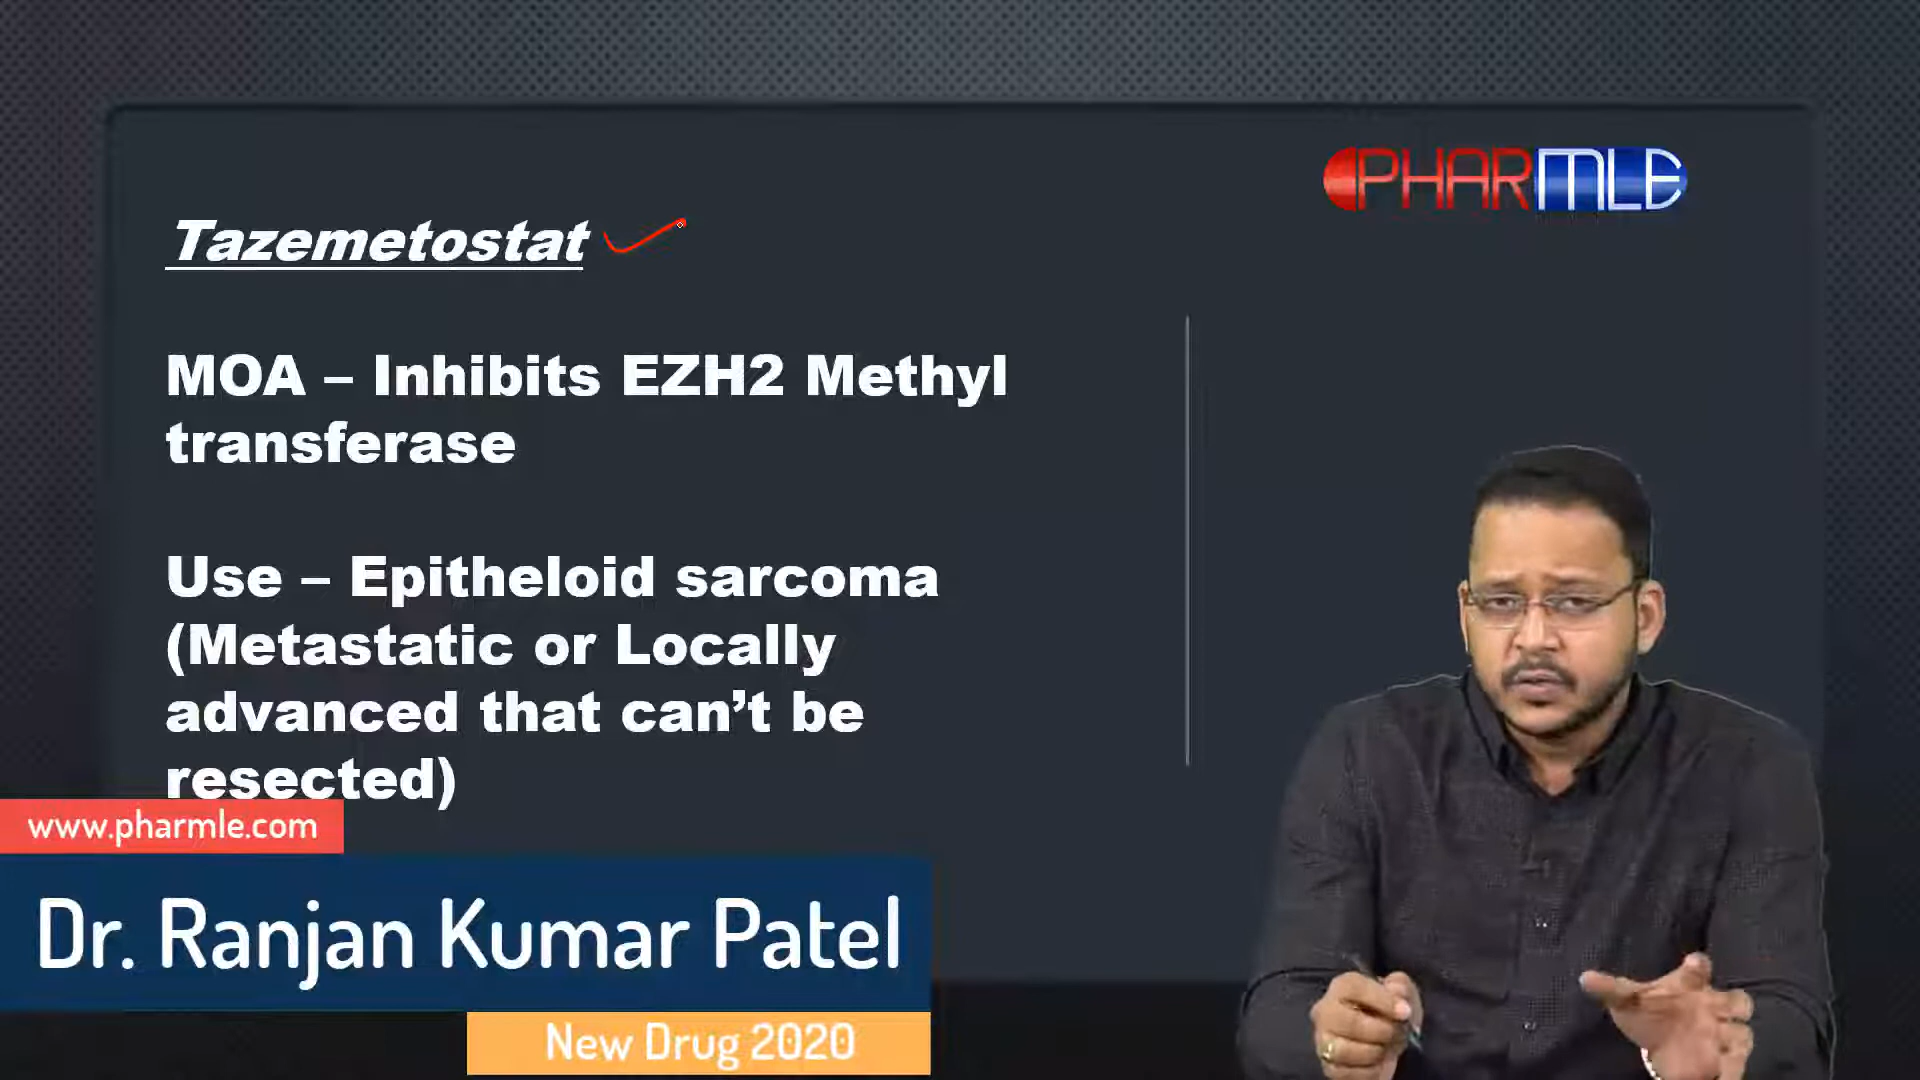 PHARMLE
Tazemetostat
MOA – Inhibits EZH2 Methyl
transferase
Use – Epitheloid sarcoma
(Metastatic or Locally
advanced that can’t be
resected)
www.pharmle.com
Dr. Ranjan Kumar Patel
New Drug 2020